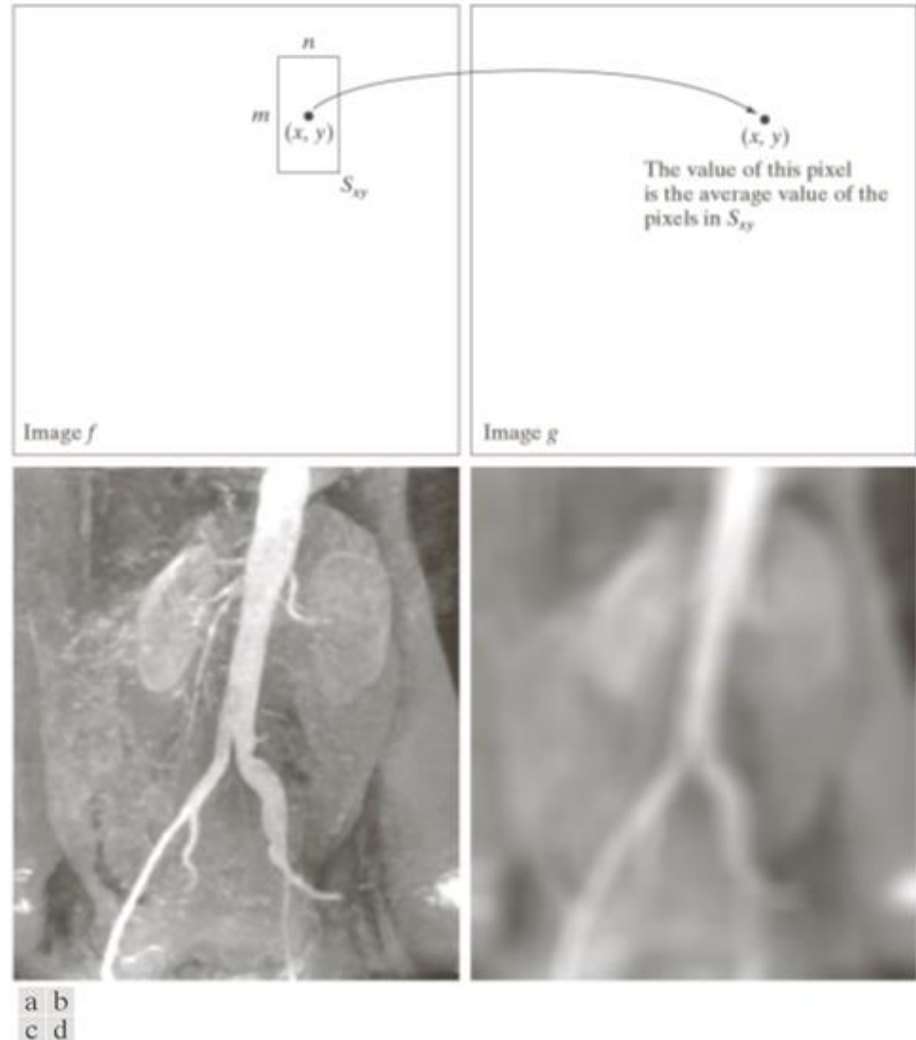 n
m
(x, y)
S_xy
(x, y)
The value of this pixel
is the average value of the
pixels in S_xy
Image f
Image g
a b
c d